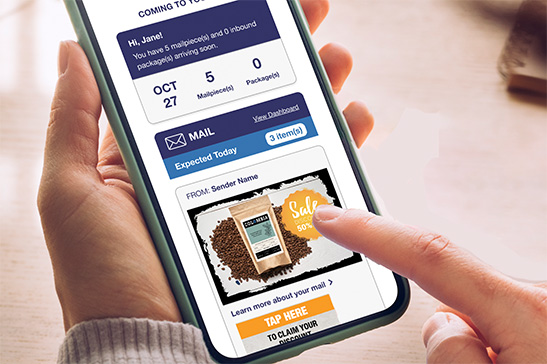 COMING TO YO
Hi, Jane!
You have 5 mailpiece(s) and 0 inbound
package(s) arriving soon.
OCT
27
5
Mailpiece(s)
0
Package(s)
MAIL
View Dashboard
Expected Today
3 item(s)
FROM: Sender Name
Sale
50%
COLOMBIA
Learn more about your mail >
TAP HERE
TO CLAIM YOUR
DISCOUNT